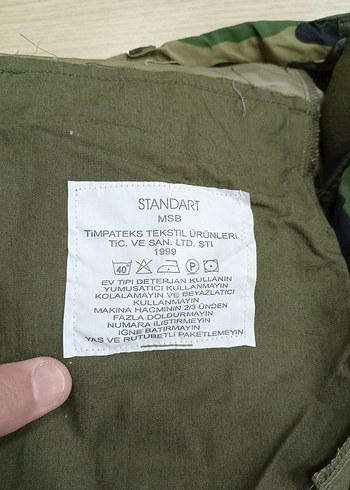 STANDART
MSB
TİMPATEKS TEKSTİL ÜRÜNLERİ
TİC. VE SAN. LTD. ŞTİ
1999
40° P
EV TİPİ DETERJAN KULLANIN
YUMUŞATICI KULLANMAYIN
KOLALAMAYIN VE BEYAZLATICI
KULLANMAYIN
MAKİNA HACMİNİN 2/3 ÜNDEN
FAZLA DOLDURMAYIN
NUMARA İLİŞTİRMEYİN
İĞNE BATIRMAYIN
YAŞ VE RUTUBETLİ PAKETLEMEYİN